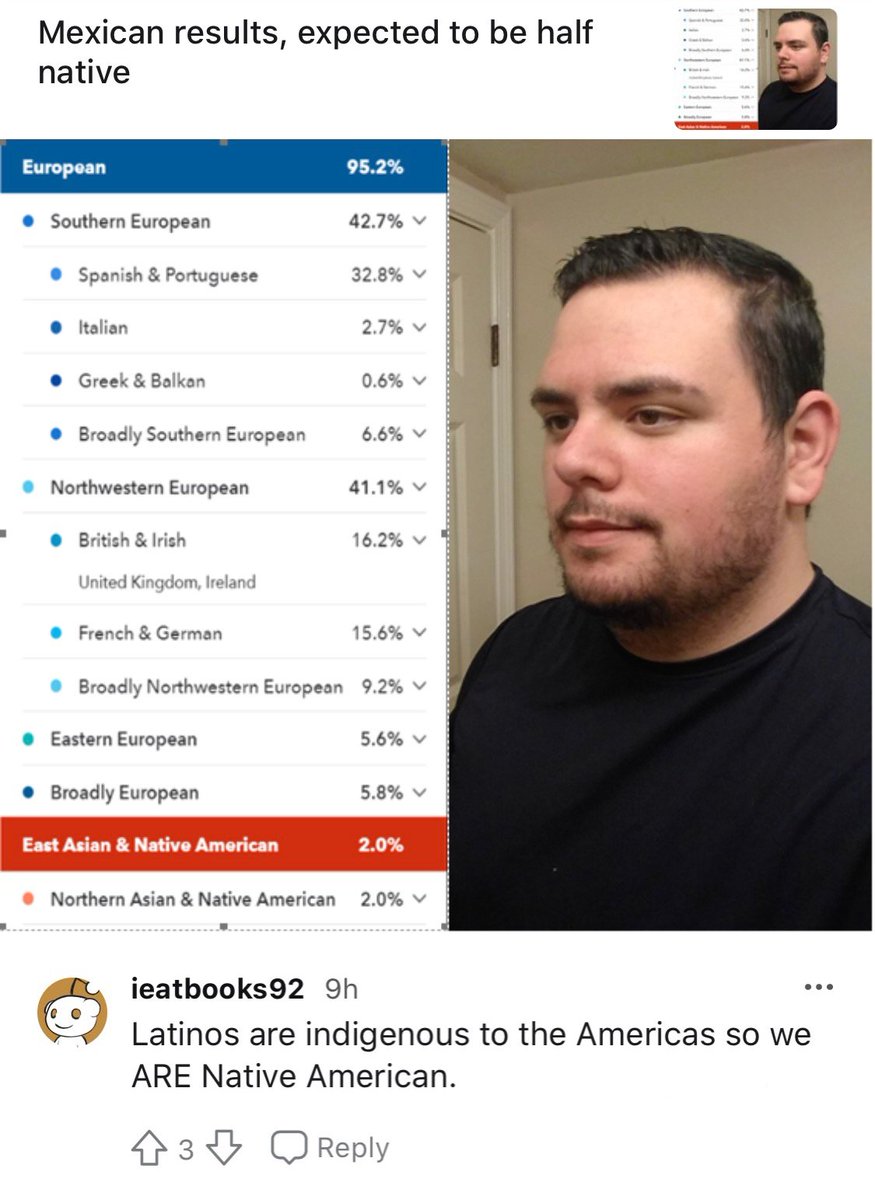 Mexican results, expected to be half
native
European 95.2%
Southern European 42.7%
Spanish & Portuguese 32.8%
Italian 2.7%
Greek & Balkan 0.6%
Broadly Southern European 6.6%
Northwestern European 41.1%
British & Irish 16.2%
United Kingdom, Ireland
French & German 15.6%
Broadly Northwestern European 9.2%
Eastern European 5.6%
Broadly European 5.8%
East Asian & Native American 2.0%
Northern Asian & Native American 2.0%
ieatbooks92 9h
Latinos are indigenous to the Americas so we
ARE Native American.
3 Reply